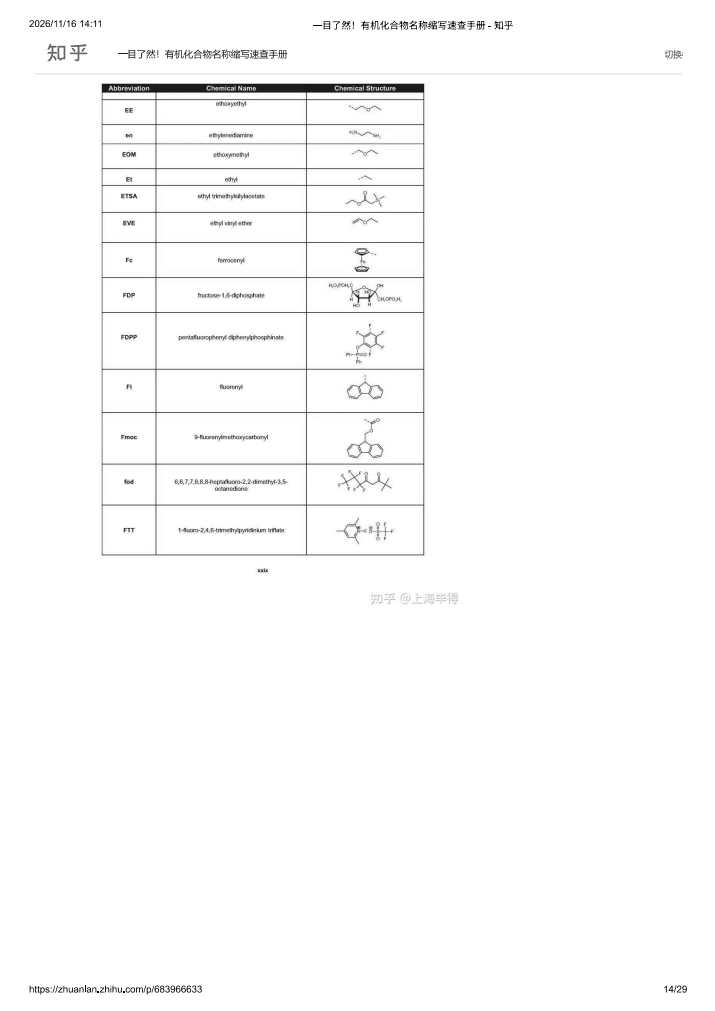 2026/11/16 14:11
一目了然！有机化合物名称缩写速查手册 - 知乎
知乎
一目了然！有机化合物名称缩写速查手册
切换
Abbreviation Chemical Name Chemical Structure
EE ethoxyethyl O
en ethylenediamine H₂N NH₂
EOM ethoxymethyl O
Et ethyl
ETSA ethyl trimethylsilylacetate
EVE ethyl vinyl ether O
Fc ferrocenyl Fe
FDP fructose-1,6-diphosphate
FDPP pentafluorophenyl diphenylphosphinate
Fl fluorenyl
Fmoc 9-fluorenylmethoxycarbonyl
fod 6,6,7,7,8,8,8-heptafluoro-2,2-dimethyl-3,5-
octanedione
FTT 1-fluoro-2,4,6-trimethylpyridinium triflate
xxix
知乎 @上海毕得
https://zhuanlan.zhihu.com/p/683966633
14/29